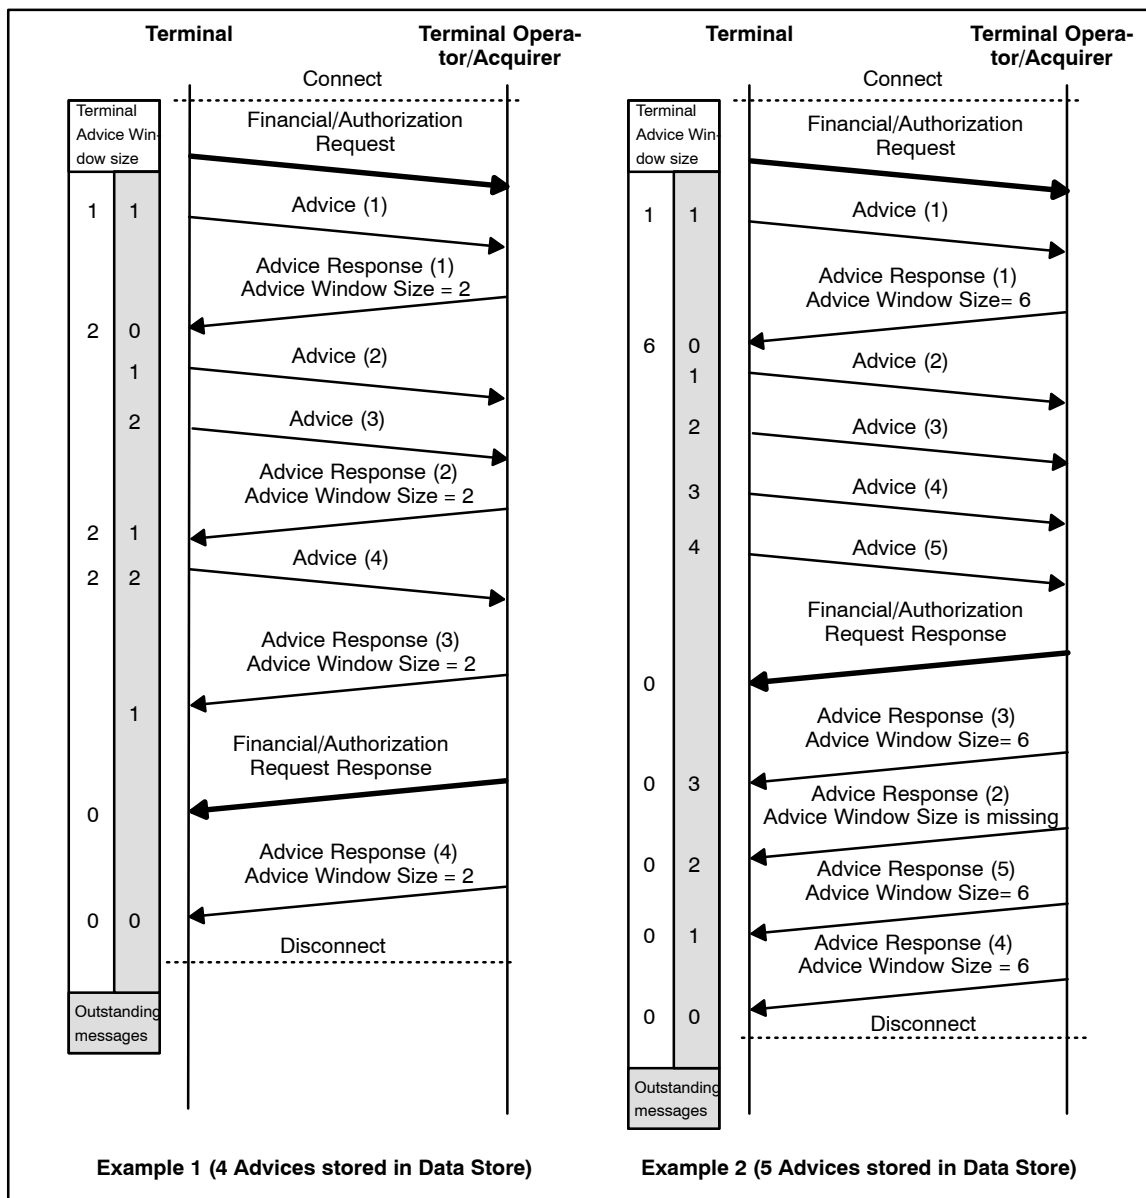 Terminal
Terminal Opera-
tor/Acquirer
Connect
Terminal
Advice Win-
dow size
Financial/Authorization
Request
1 1
Advice (1)
Advice Response (1)
Advice Window Size = 2
2 0
Advice (2)
1
Advice (3)
2
Advice Response (2)
Advice Window Size = 2
2 1
Advice (4)
2 2
Advice Response (3)
Advice Window Size = 2
1
Financial/Authorization
Request Response
0
Advice Response (4)
Advice Window Size = 2
0 0
Disconnect
Outstanding
messages
Example 1 (4 Advices stored in Data Store)
Terminal
Terminal Opera-
tor/Acquirer
Connect
Terminal
Advice Win-
dow size
Financial/Authorization
Request
1 1
Advice (1)
Advice Response (1)
Advice Window Size= 6
6 0
Advice (2)
1
Advice (3)
2
Advice (4)
3
Advice (5)
4
Financial/Authorization
Request Response
0
Advice Response (3)
Advice Window Size= 6
0 3
Advice Response (2)
Advice Window Size is missing
0 2
Advice Response (5)
Advice Window Size= 6
0 1
Advice Response (4)
Advice Window Size = 6
0 0
Disconnect
Outstanding
messages
Example 2 (5 Advices stored in Data Store)